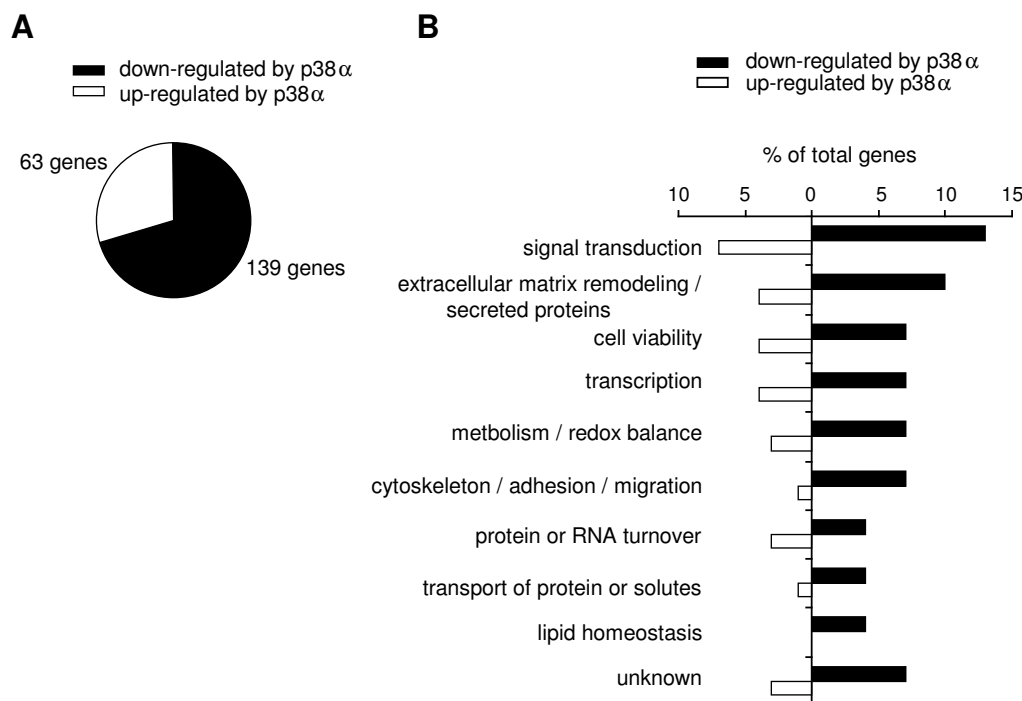 A
down-regulated by p38α
up-regulated by p38α
63 genes
139 genes
B
down-regulated by p38α
up-regulated by p38α
% of total genes
10 5 0 5 10 15
signal transduction
extracellular matrix remodeling /
secreted proteins
cell viability
transcription
metbolism / redox balance
cytoskeleton / adhesion / migration
protein or RNA turnover
transport of protein or solutes
lipid homeostasis
unknown